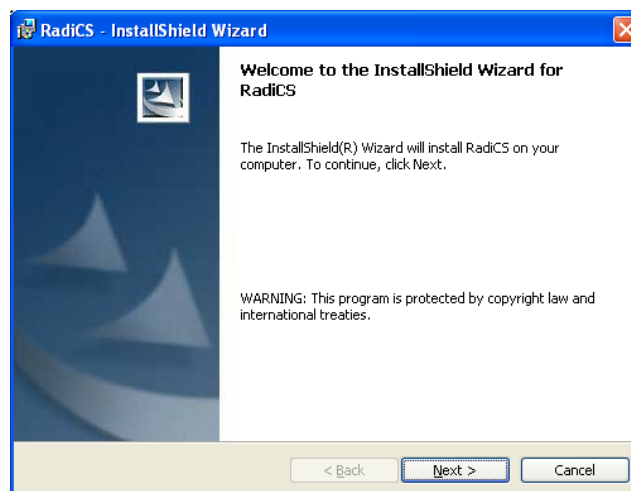 RadiCS - InstallShield Wizard
Welcome to the InstallShield Wizard for
RadiCS
The InstallShield(R) Wizard will install RadiCS on your
computer. To continue, click Next.
WARNING: This program is protected by copyright law and
international treaties.
< Back
Next >
Cancel